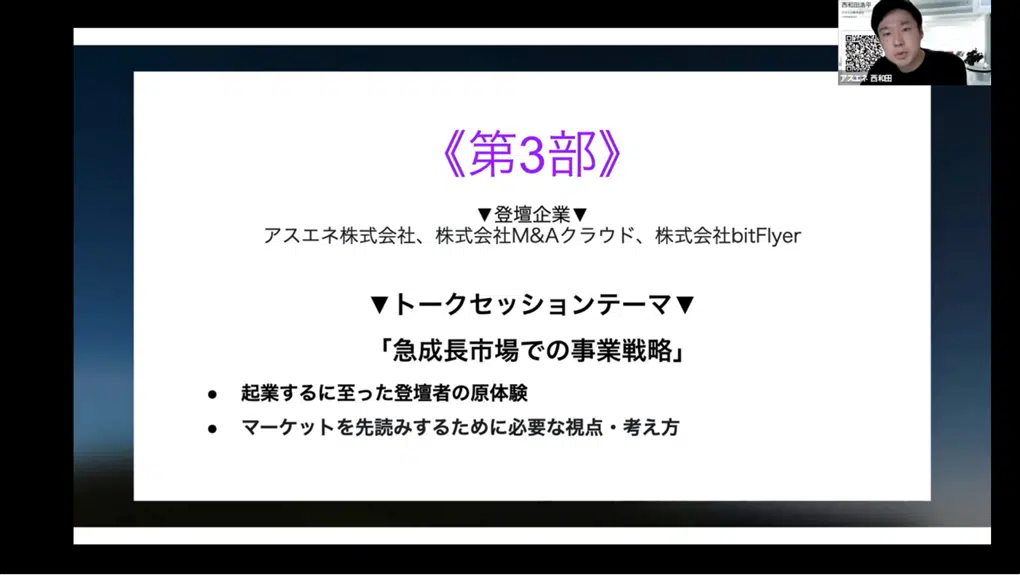 西和田浩平
アスエネ 西和田
《第3部》
▼登壇企業▼
アスエネ株式会社、株式会社M&Aクラウド、株式会社bitFlyer
▼トークセッションテーマ▼
「急成長市場での事業戦略」
● 起業するに至った登壇者の原体験
● マーケットを先読みするために必要な視点・考え方